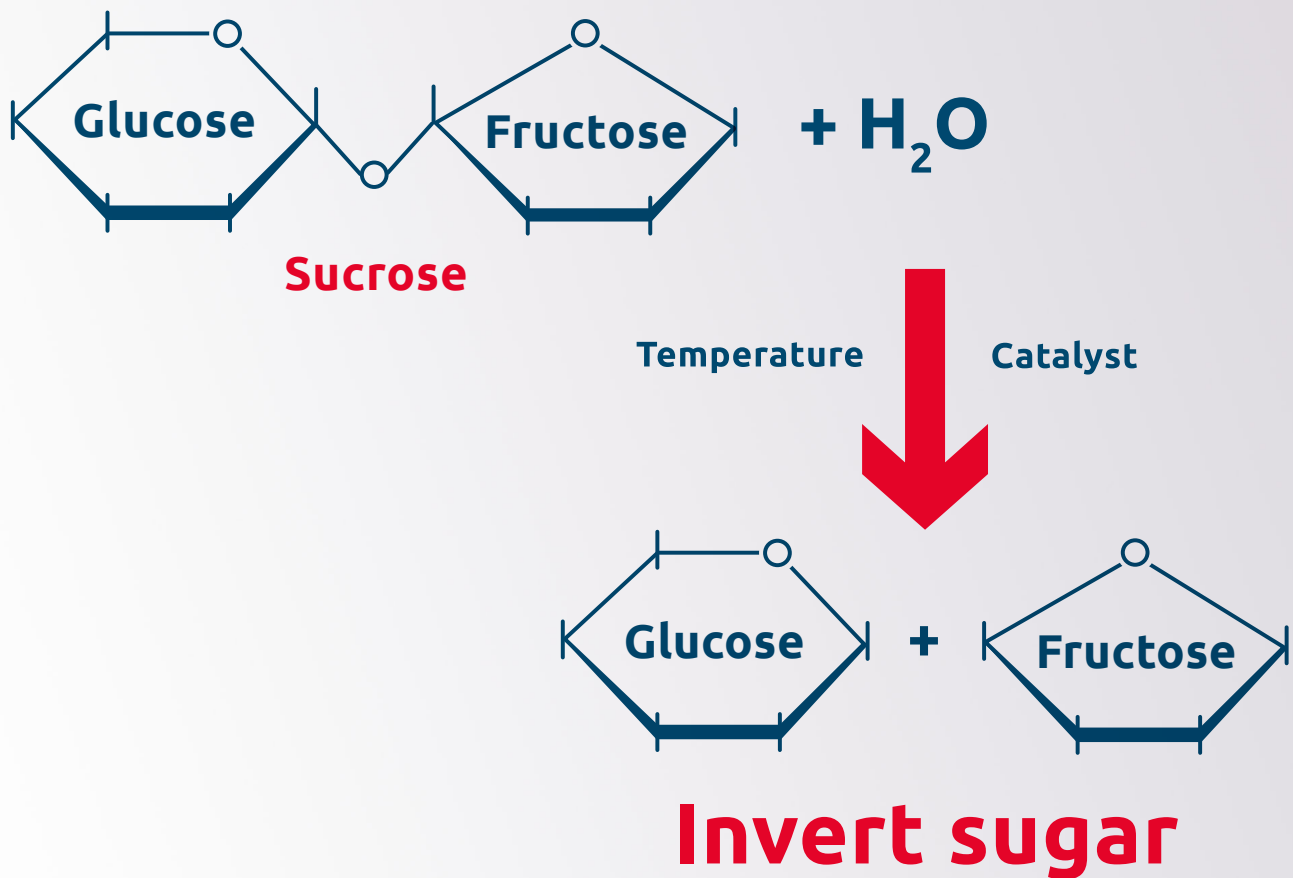 Glucose
Fructose
+ H₂O
Sucrose
Temperature
Catalyst
Glucose
+
Fructose
Invert sugar